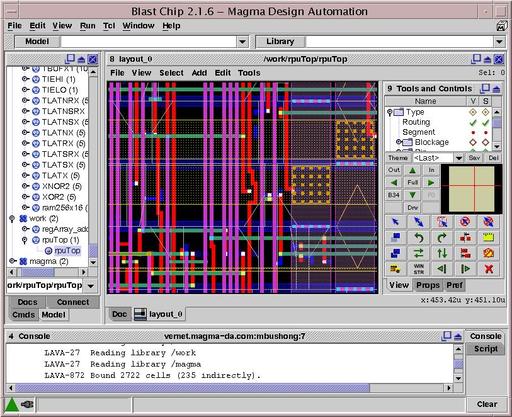 Blast Chip 2.1.6 – Magma Design Automation
File Edit View Run Tcl Window Help
Model Library
8 layout_0 /work/rpuTop/rpuTop
File View Select Add Edit Tools Sel: 0
TBUFX1 (10)
TIEHI (1)
TIELO (1)
TLATNRX (5
TLATNSRX (
TLATNSX (5
TLATNX (5)
TLATRX (5)
TLATSRX (5
TLATSX (5)
TLATX (5)
XNOR2 (5)
XOR2 (5)
ram256x16 (
work (2)
regArray_add
rpuTop (1)
rpuTop
magma (2)
ork/rpuTop/rpuTop
Docs Connect
Cmds Model
Doc layout_0
9 Tools and Controls
Name V S
Type
Routing
Segment
Blockage
Theme <Last> Sav Del
Out In
Full
B34
Drw
WIN
STR
View Props Pref
x:453.42u y:451.10u
4 Console vernet.magma-da.com:mbushong:7
LAVA-27 Reading library /work
LAVA-27 Reading library /magma
LAVA-872 Bound 2722 cells (235 indirectly).
Console
Script
Clear